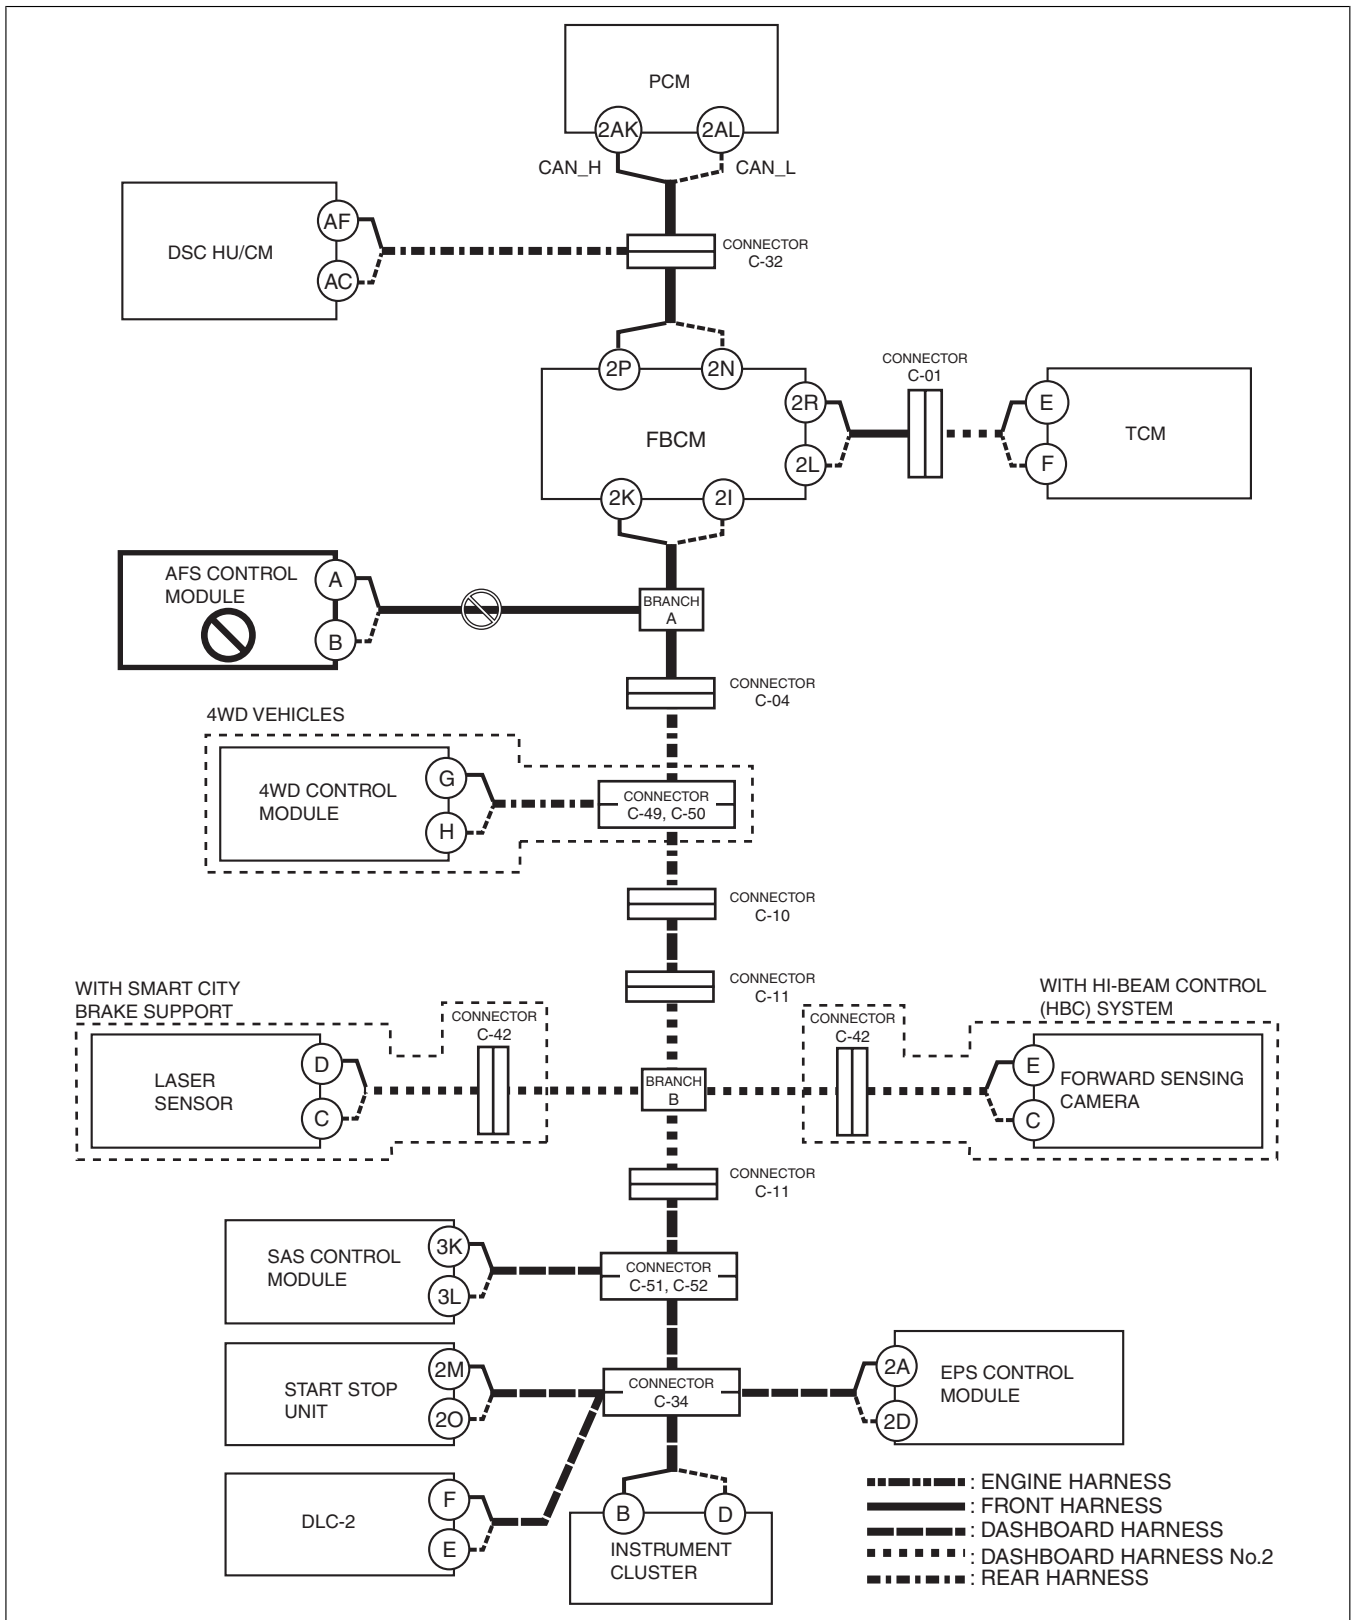 PCM
2AK
2AL
CAN_H
CAN_L
DSC HU/CM
AF
AC
CONNECTOR
C-32
2P
2N
CONNECTOR
C-01
FBCM
2R
2L
E
F
TCM
2K
2I
AFS CONTROL
MODULE
A
B
BRANCH
A
CONNECTOR
C-04
4WD VEHICLES
4WD CONTROL
MODULE
G
H
CONNECTOR
C-49, C-50
CONNECTOR
C-10
CONNECTOR
C-11
WITH SMART CITY
BRAKE SUPPORT
CONNECTOR
C-42
LASER
SENSOR
D
C
BRANCH
B
WITH HI-BEAM CONTROL
(HBC) SYSTEM
CONNECTOR
C-42
E
C
FORWARD SENSING
CAMERA
CONNECTOR
C-11
SAS CONTROL
MODULE
3K
3L
CONNECTOR
C-51, C-52
START STOP
UNIT
2M
2O
CONNECTOR
C-34
2A
2D
EPS CONTROL
MODULE
DLC-2
F
E
B
D
INSTRUMENT
CLUSTER
: ENGINE HARNESS
: FRONT HARNESS
: DASHBOARD HARNESS
: DASHBOARD HARNESS No.2
: REAR HARNESS